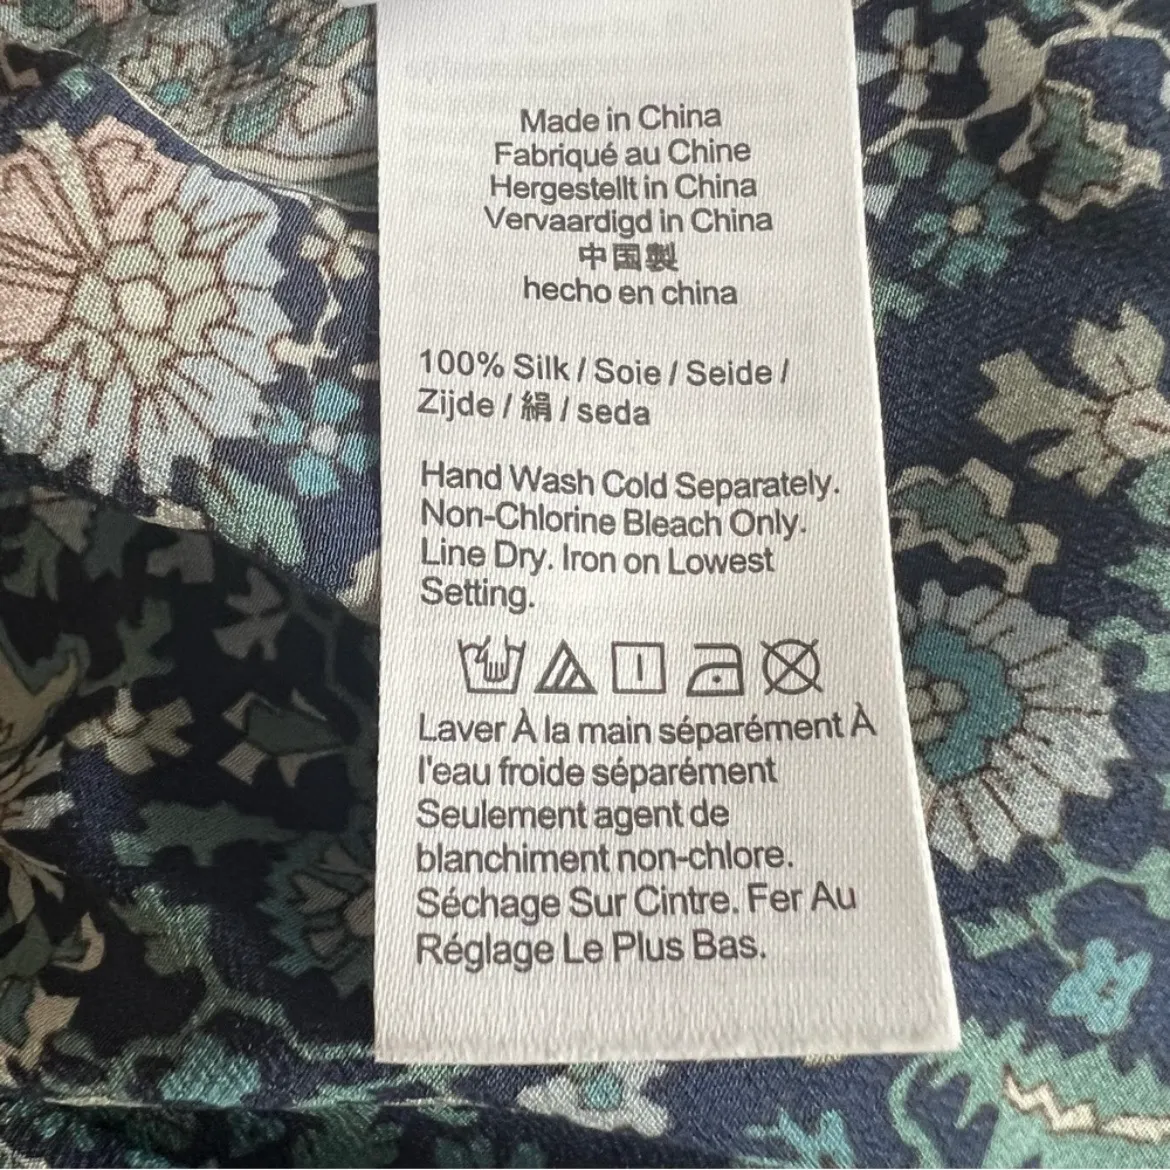 Made in China
Fabriqué au Chine
Hergestellt in China
Vervaardigd in China
中国製
hecho en china
100% Silk / Soie / Seide /
Zijde / 絹 / seda
Hand Wash Cold Separately.
Non-Chlorine Bleach Only.
Line Dry. Iron on Lowest
Setting.
Laver À la main séparément À
l'eau froide séparément
Seulement agent de
blanchiment non-chlore.
Séchage Sur Cintre. Fer Au
Réglage Le Plus Bas.